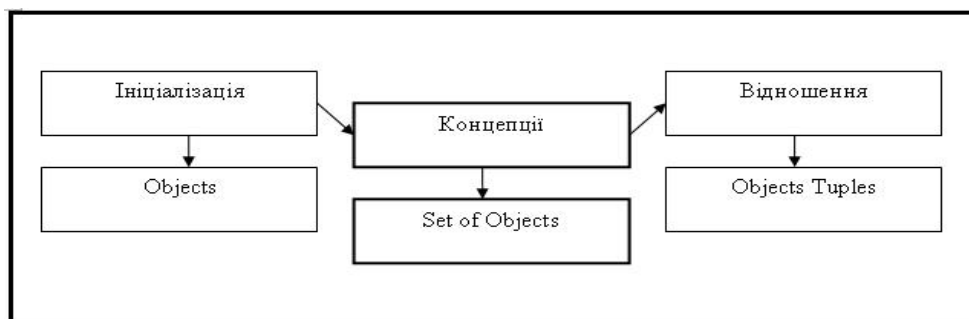 Ініціалізація
Objects
Концепції
Set of Objects
Відношення
Objects Tuples